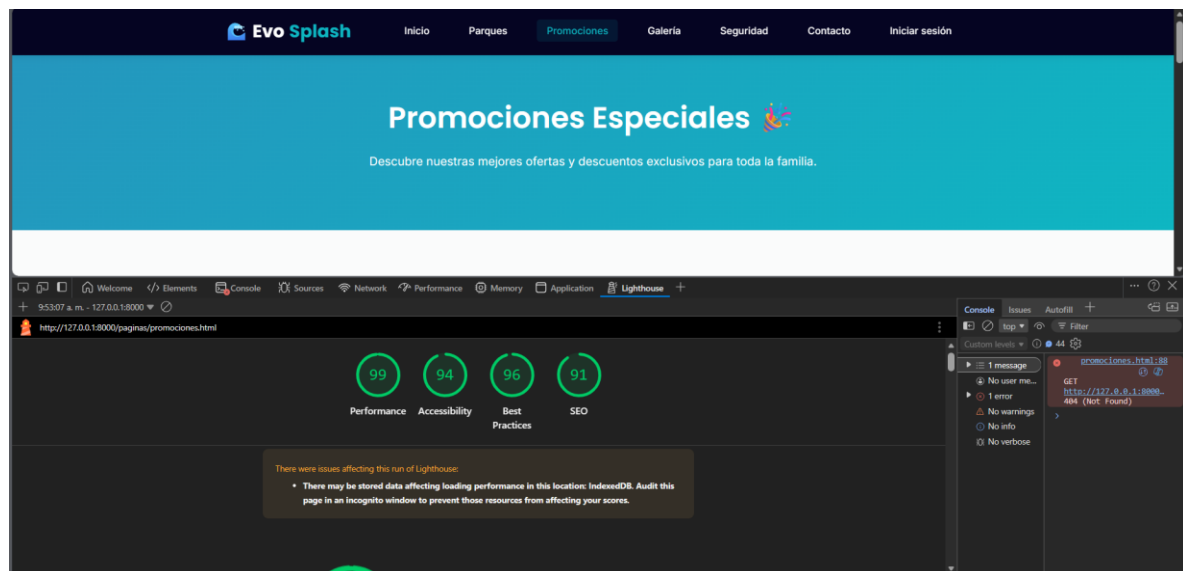 Evo Splash Inicio Parques Promociones Galería Seguridad Contacto Iniciar sesión
Promociones Especiales
Descubre nuestras mejores ofertas y descuentos exclusivos para toda la familia.
Welcome </> Elements Console Sources Network Performance Memory Application Lighthouse +
9:53:07 a. m. - 127.0.0.1:8000
http://127.0.0.1:8000/paginas/promociones.html
99 94 96 91
Performance Accessibility Best Practices SEO
There were issues affecting this run of Lighthouse:
• There may be stored data affecting loading performance in this location: IndexedDB. Audit this
page in an incognito window to prevent those resources from affecting your scores.
Console Issues Autofill +
top Filter
Custom levels 44
1 message
No user me...
1 error
No warnings
No info
No verbose
promociones.html:88
GET
http://127.0.0.1:8000…
404 (Not Found)
>